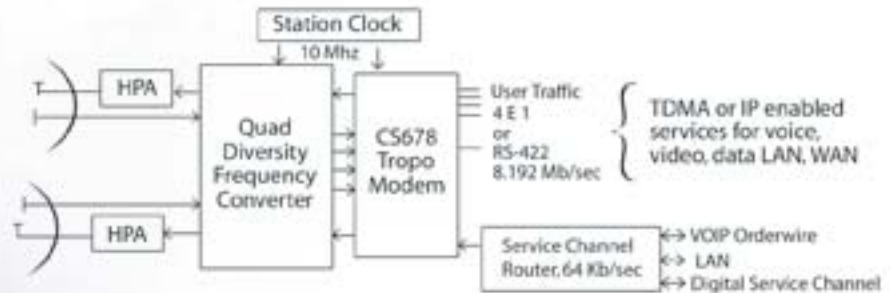 Station Clock
10 Mhz
HPA
Quad
Diversity
Frequency
Converter
CS678
Tropo
Modem
User Traffic
4 E 1
or
RS-422
8.192 Mb/sec
TDMA or IP enabled
services for voice,
video, data LAN, WAN
HPA
Service Channel
Router, 64 Kb/sec
VOIP Orderwire
LAN
Digital Service Channel